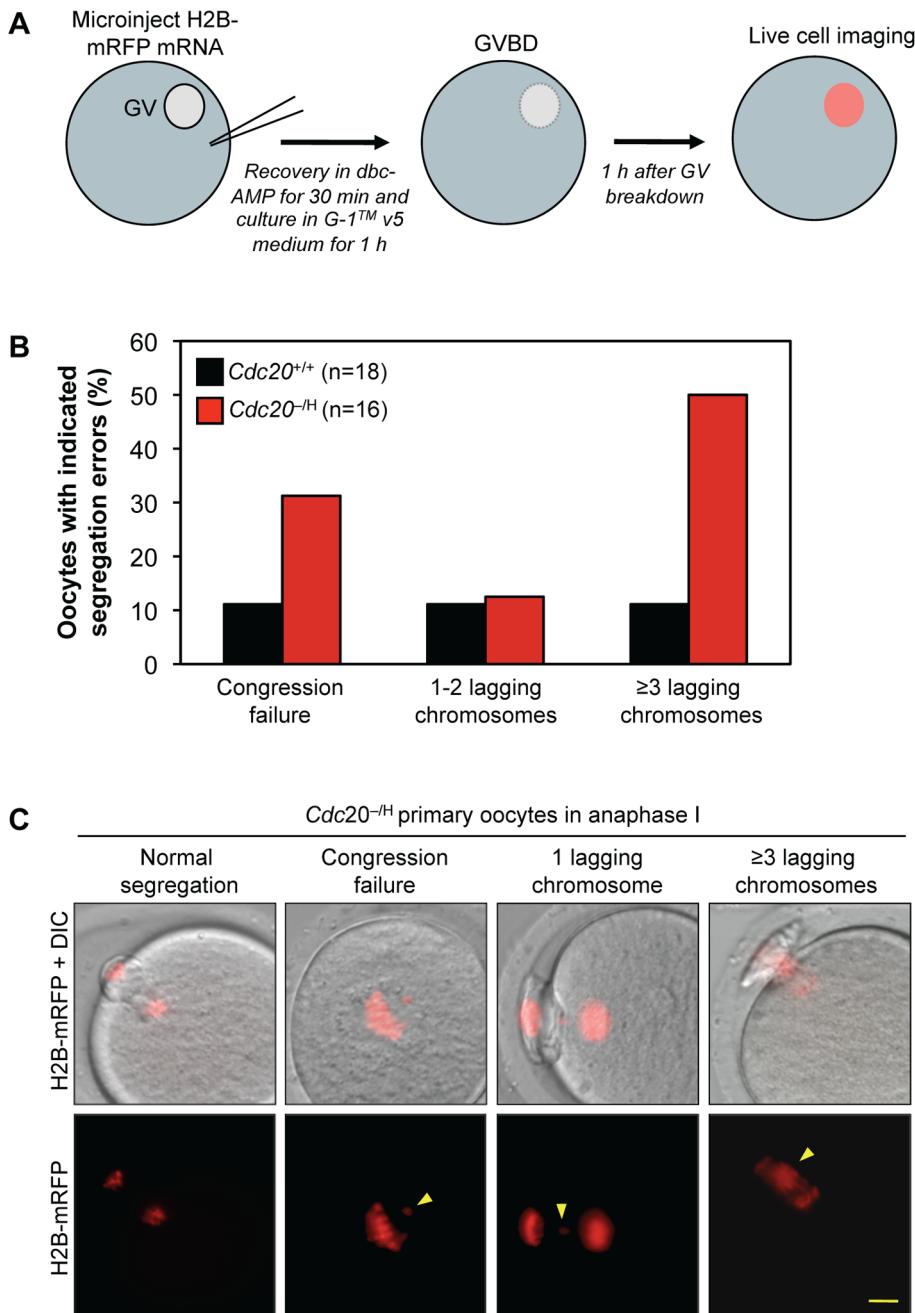 A
Microinject H2B-
mRFP mRNA
GV
Recovery in dbc-
AMP for 30 min and
culture in G-1TM v5
medium for 1 h
GVBD
1 h after GV
breakdown
Live cell imaging
B
Oocytes with indicated
segregation errors (%)
60
50
40
30
20
10
0
Cdc20+/+ (n=18)
Cdc20–/H (n=16)
Congression
failure
1-2 lagging
chromosomes
≥3 lagging
chromosomes
C
Cdc20–/H primary oocytes in anaphase I
Normal
segregation
Congression
failure
1 lagging
chromosome
≥3 lagging
chromosomes
H2B-mRFP + DIC
H2B-mRFP